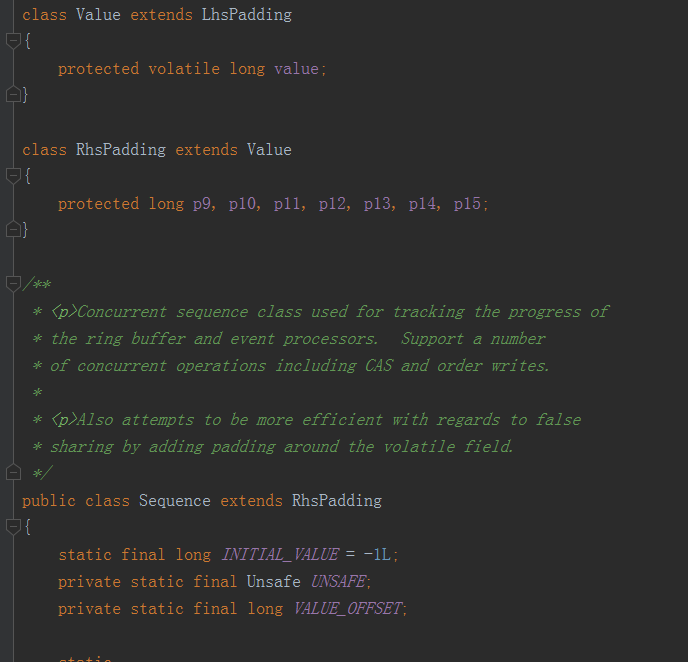 class Value extends LhsPadding
{
    protected volatile long value;
}

class RhsPadding extends Value
{
    protected long p9, p10, p11, p12, p13, p14, p15;
}

/**
 * <p>Concurrent sequence class used for tracking the progress of
 * the ring buffer and event processors.  Support a number
 * of concurrent operations including CAS and order writes.
 *
 * <p>Also attempts to be more efficient with regards to false
 * sharing by adding padding around the volatile field.
 */
public class Sequence extends RhsPadding
{
    static final long INITIAL_VALUE = -1L;
    private static final Unsafe UNSAFE;
    private static final long VALUE_OFFSET;

    static